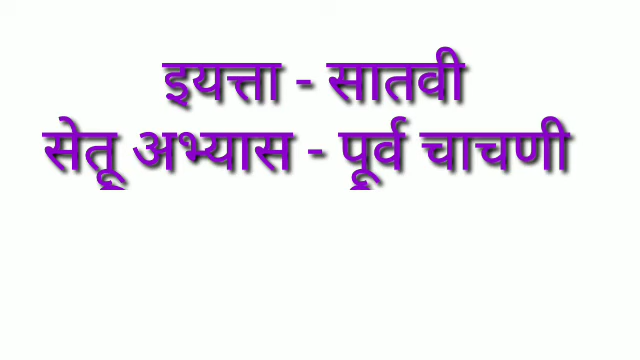 इयत्ता - सातवी
सेतू अभ्यास - पूर्व चाचणी